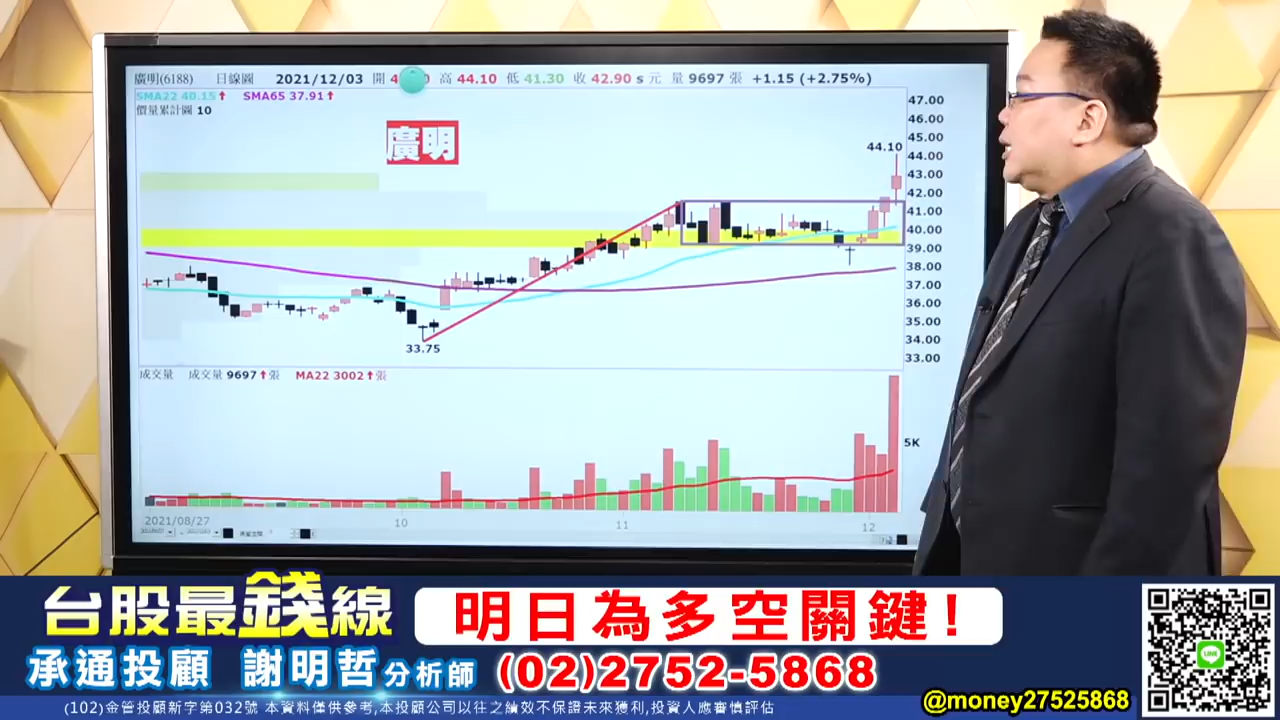 廣明(6188) 日線圖 2021/12/03 開 高 44.10 低 41.30 收 42.90 s 元 量 9697 張 +1.15 (+2.75%)
SMA22 40.15↑ SMA65 37.91↑
價量累計圖 10
廣明
47.00
46.00
45.00
44.10
44.00
43.00
42.00
41.00
40.00
39.00
38.00
37.00
36.00
35.00
34.00
33.00
33.75
成交量 成交量 9697↑張 MA22 3002↑張
5K
2021/08/27 10 11 12
台股最錢線
明日為多空關鍵!
承通投顧 謝明哲分析師 (02)2752-5868
LINE
@money27525868
(102)金管投顧新字第032號 本資料僅供參考,本投顧公司以往之績效不保證未來獲利,投資人應審慎評估